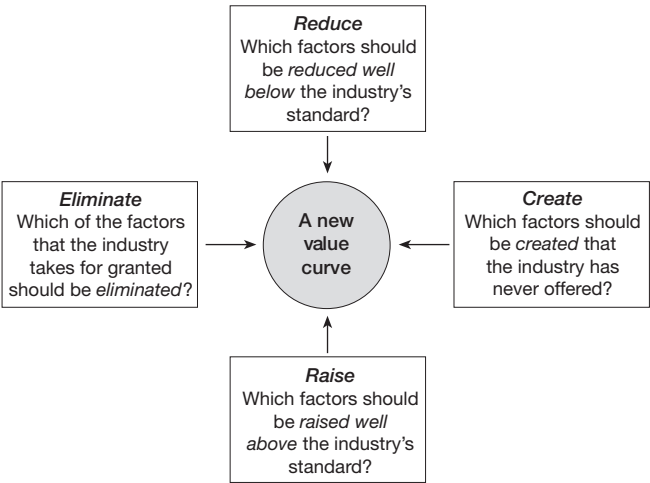 Reduce
Which factors should
be reduced well
below the industry's
standard?
Eliminate
Which of the factors
that the industry
takes for granted
should be eliminated?
A new
value
curve
Create
Which factors should
be created that
the industry has
never offered?
Raise
Which factors should
be raised well
above the industry's
standard?